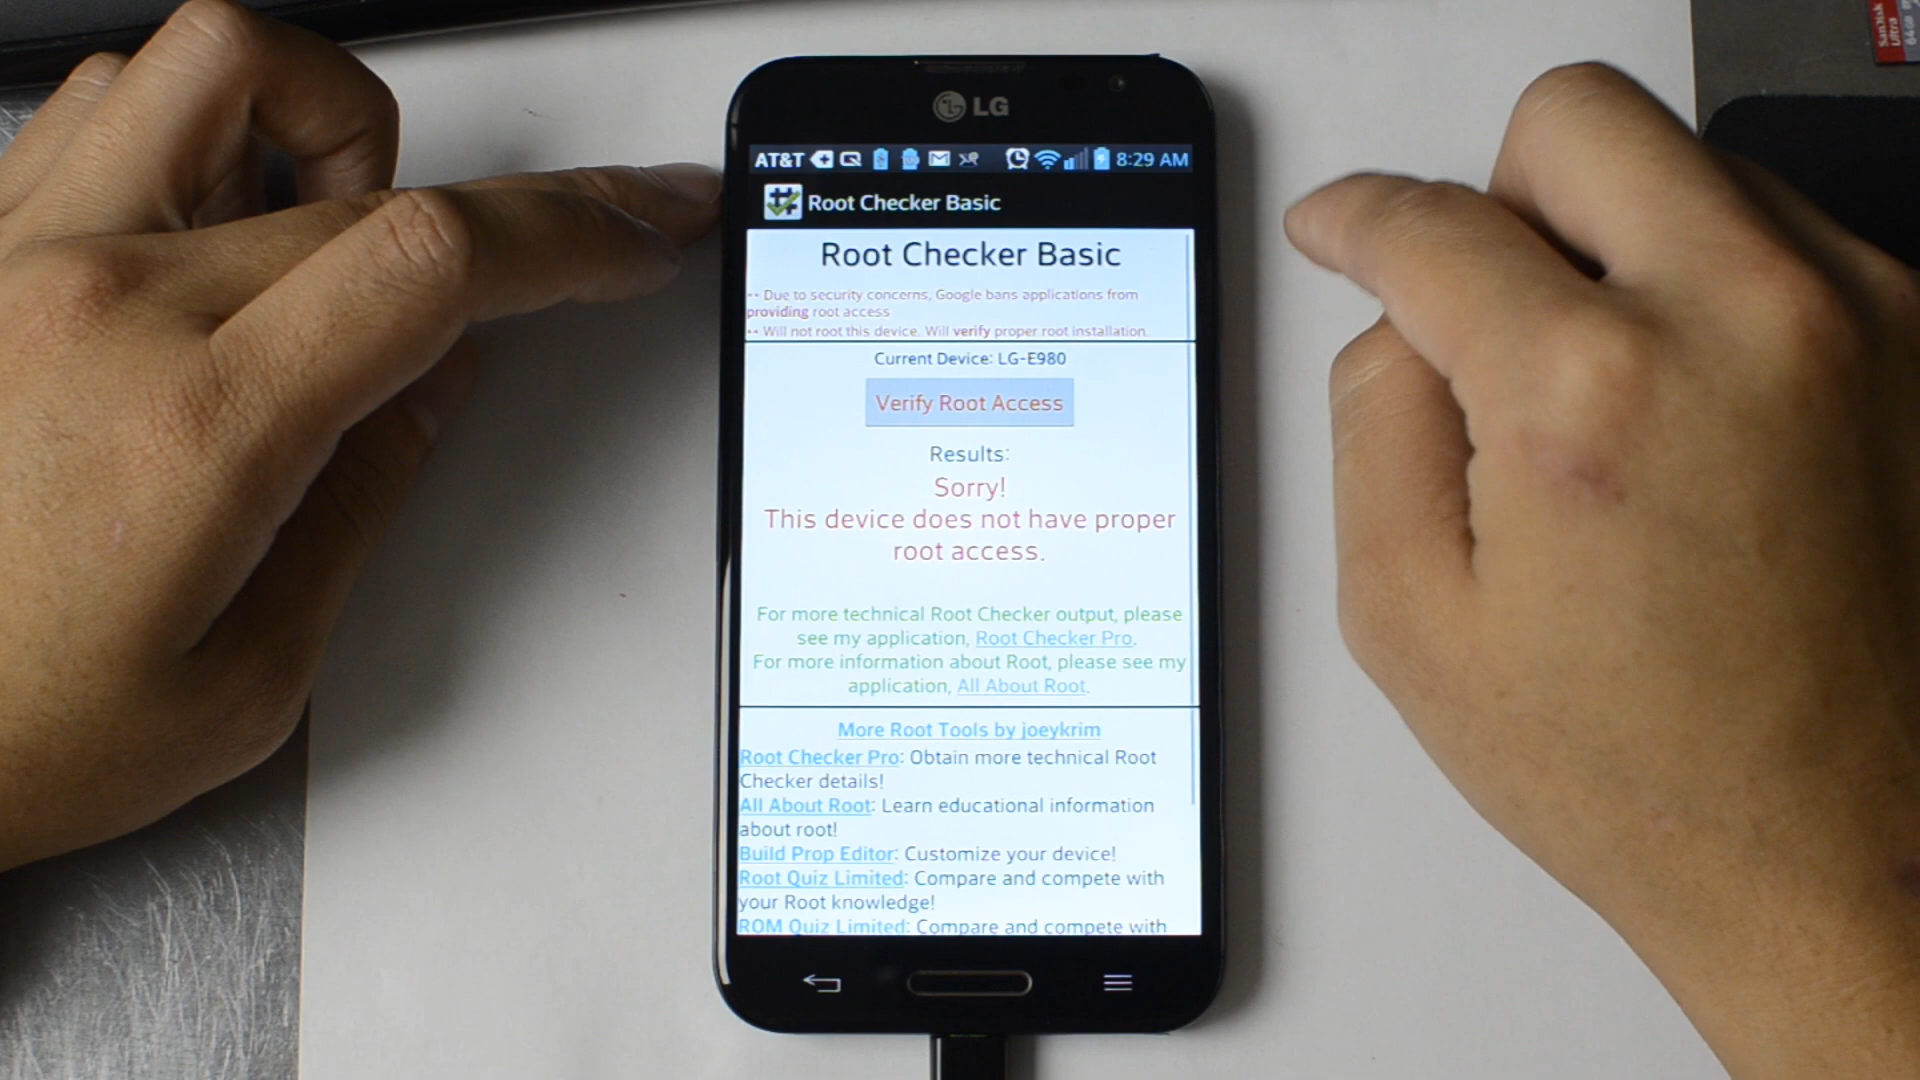 SanDisk
Ultra
64GB
LG
AT&T 8:29 AM
Root Checker Basic
Root Checker Basic
-- Due to security concerns, Google bans applications from
providing root access
-- Will not root this device. Will verify proper root installation.
Current Device: LG-E980
Verify Root Access
Results:
Sorry!
This device does not have proper
root access.
For more technical Root Checker output, please
see my application, Root Checker Pro.
For more information about Root, please see my
application, All About Root.
More Root Tools by joeykrim
Root Checker Pro: Obtain more technical Root
Checker details!
All About Root: Learn educational information
about root!
Build Prop Editor: Customize your device!
Root Quiz Limited: Compare and compete with
your Root knowledge!
ROM Quiz Limited: Compare and compete with